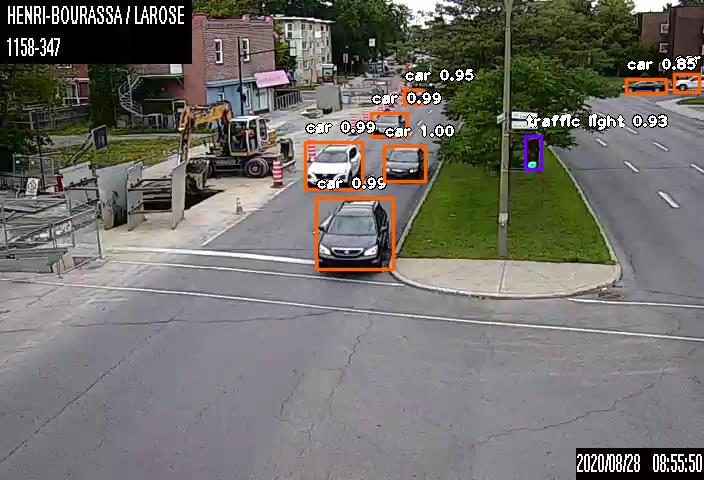 HENRI-BOURASSA / LAROSE
1158-347
car 0.85
car
car 0.95
car 0.99
traffic light 0.93
car 0.99
car 1.00
car 0.99
2020/08/28 08:55:50